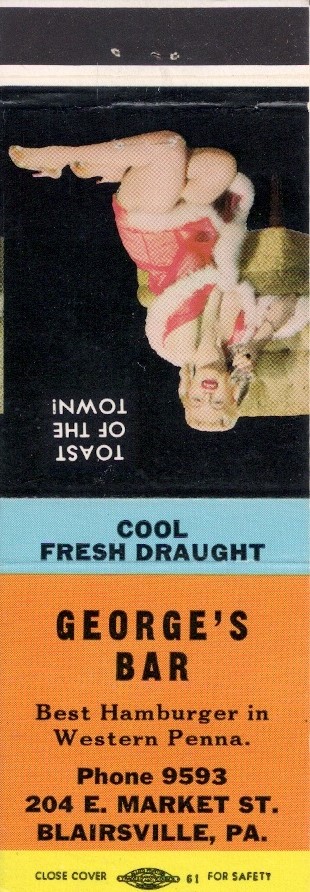 TOAST
OF THE
TOWN!
COOL
FRESH DRAUGHT
GEORGE'S
BAR
Best Hamburger in
Western Penna.
Phone 9593
204 E. MARKET ST.
BLAIRSVILLE, PA.
CLOSE COVER 61 FOR SAFETY